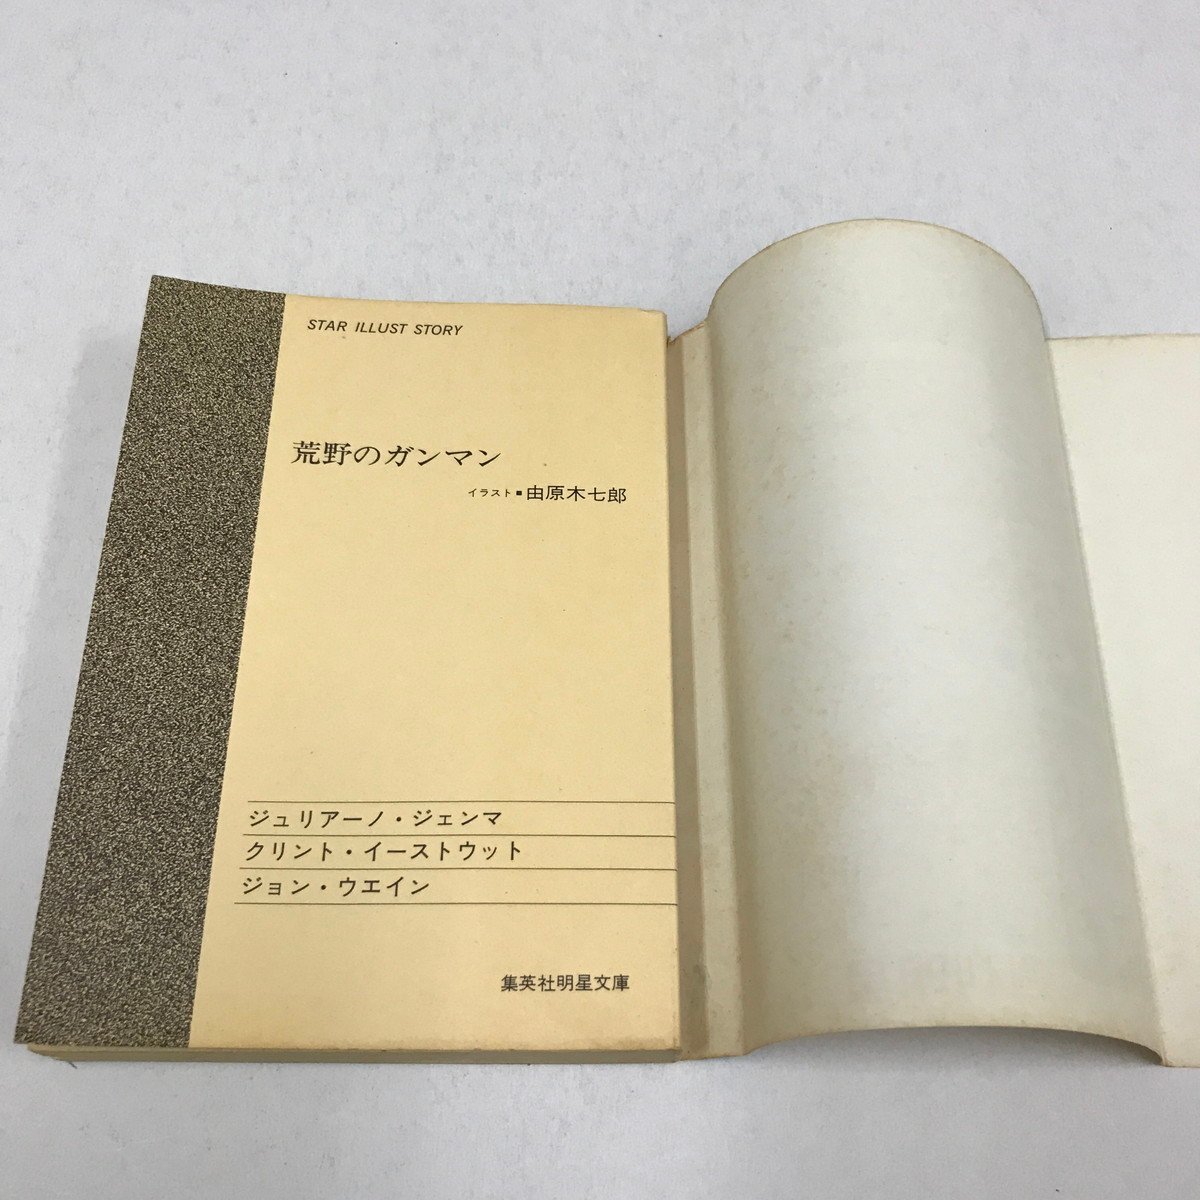 STAR ILLUST STORY
荒野のガンマン
イラスト■由原木七郎
ジュリアーノ・ジェンマ
クリント・イーストウット
ジョン・ウエイン
集英社明星文庫